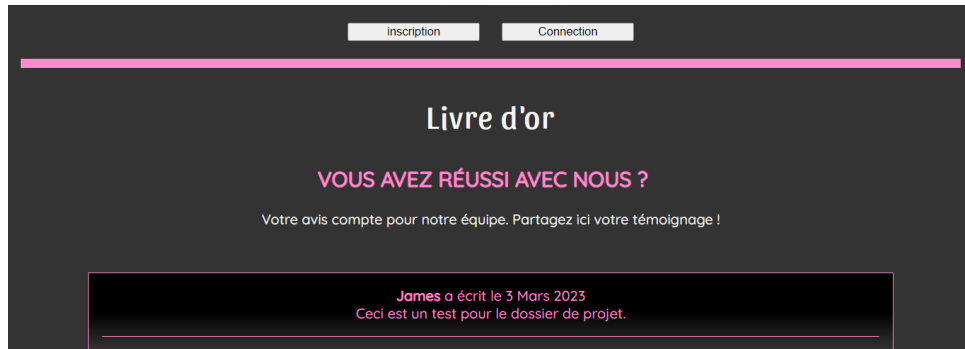 inscription Connection
Livre d'or
VOUS AVEZ RÉUSSI AVEC NOUS ?
Votre avis compte pour notre équipe. Partagez ici votre témoignage !
James a écrit le 3 Mars 2023
Ceci est un test pour le dossier de projet.